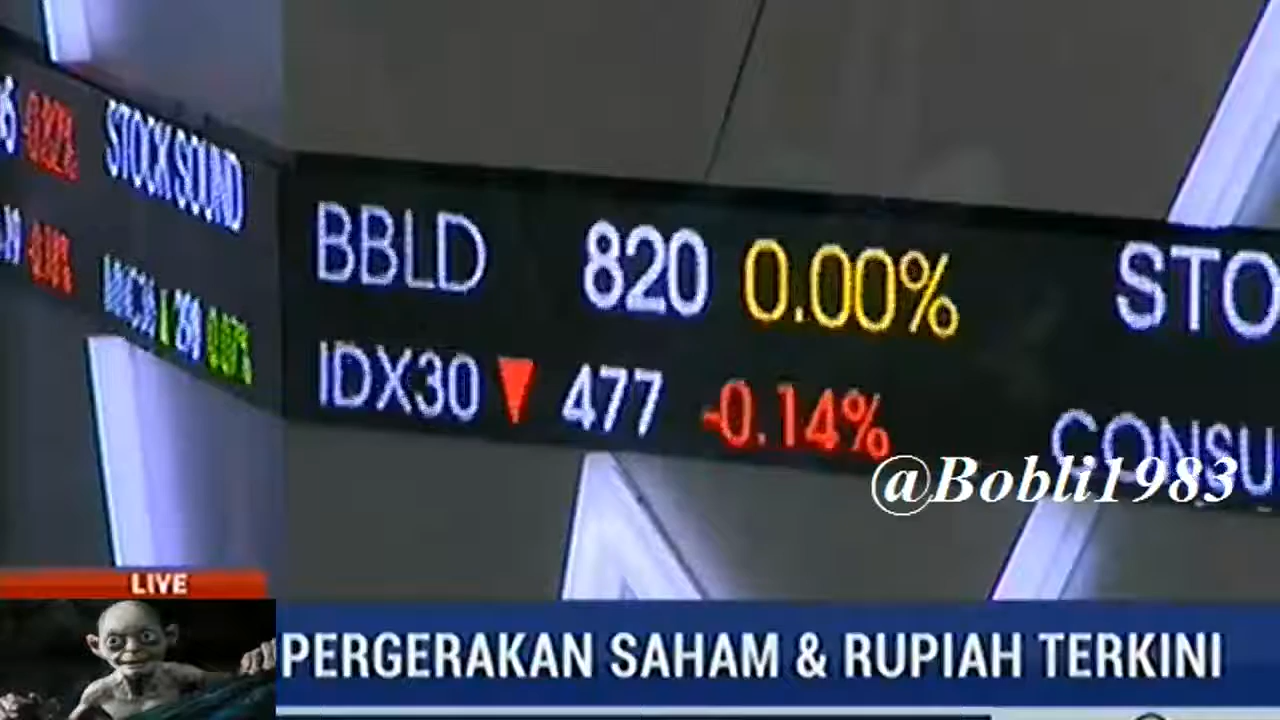 STOCK SOUND
BBLD 820 0.00%
STO
IDX30 ▼ 477 -0.14%
CONSU
@Bobli1983
LIVE
PERGERAKAN SAHAM & RUPIAH TERKINI